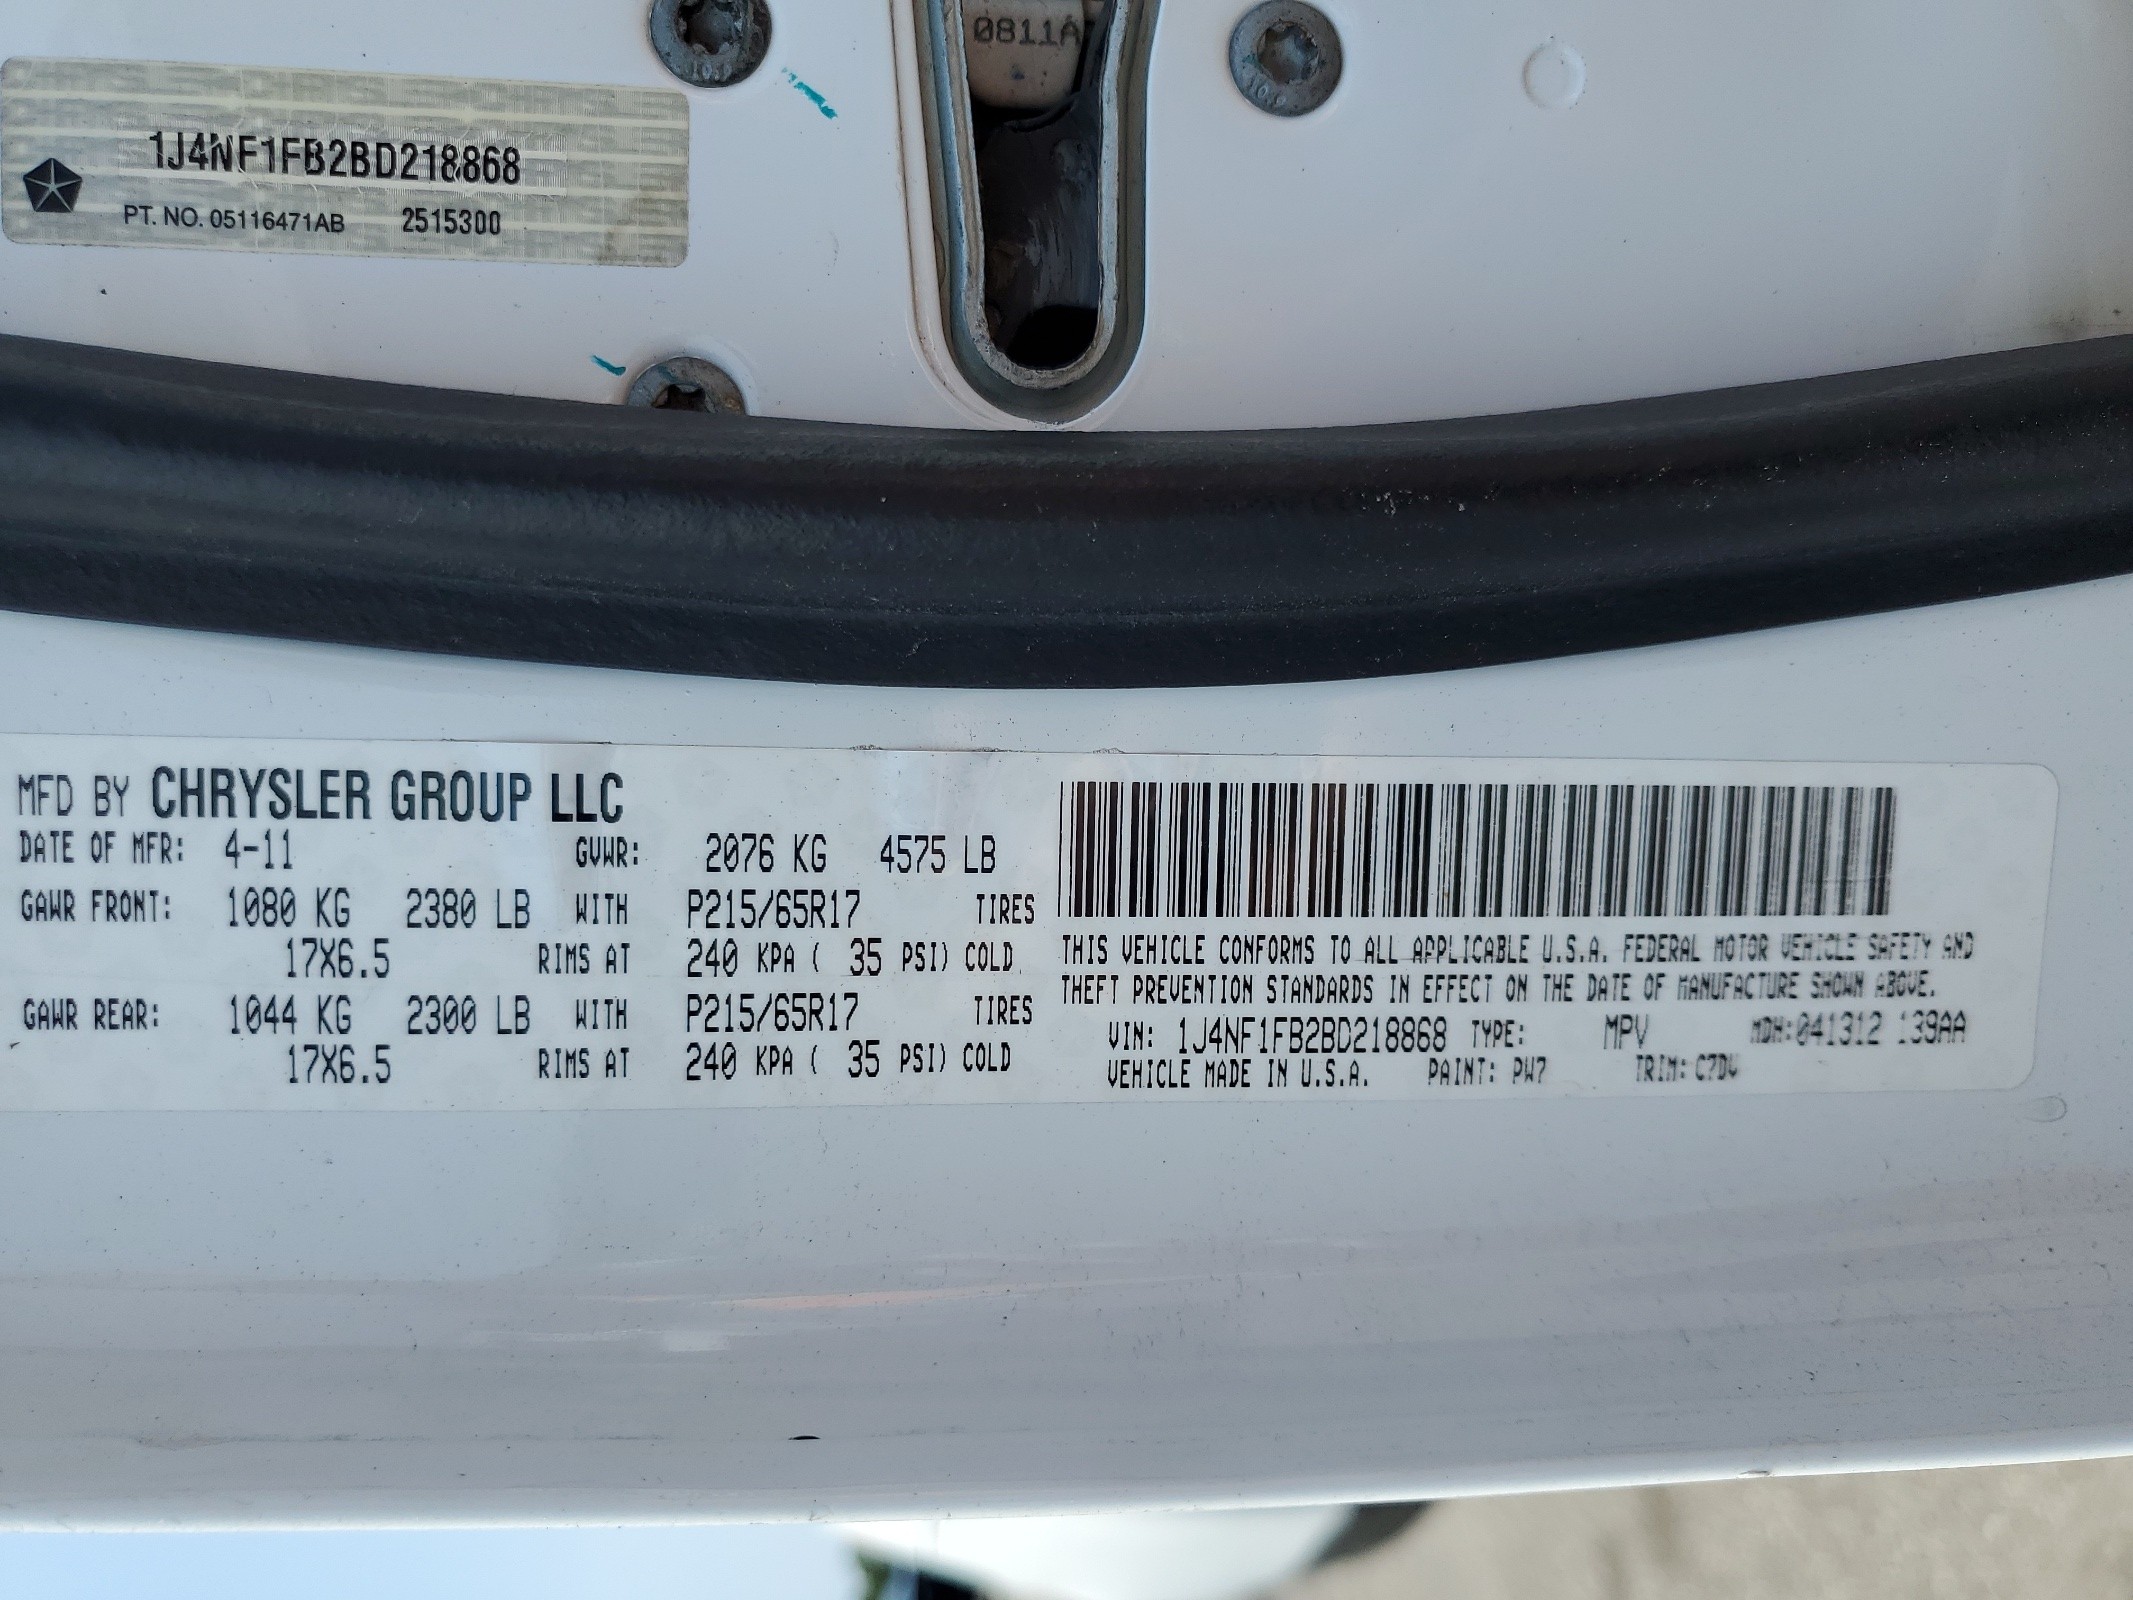 0811A
10.9
10.9
1J4NF1FB2BD218868
PT. NO. 05116471AB 2515300
MFD BY CHRYSLER GROUP LLC
DATE OF MFR: 4-11 GVWR: 2076 KG 4575 LB
GAWR FRONT: 1080 KG 2380 LB WITH P215/65R17 TIRES
17X6.5 RIMS AT 240 KPA ( 35 PSI) COLD
GAWR REAR: 1044 KG 2300 LB WITH P215/65R17 TIRES
17X6.5 RIMS AT 240 KPA ( 35 PSI) COLD
THIS VEHICLE CONFORMS TO ALL APPLICABLE U.S.A. FEDERAL MOTOR VEHICLE SAFETY AND
THEFT PREVENTION STANDARDS IN EFFECT ON THE DATE OF MANUFACTURE SHOWN ABOVE.
VIN: 1J4NF1FB2BD218868 TYPE: MPV MDH:041312 139AA
VEHICLE MADE IN U.S.A. PAINT: PW7 TRIM:C7DV